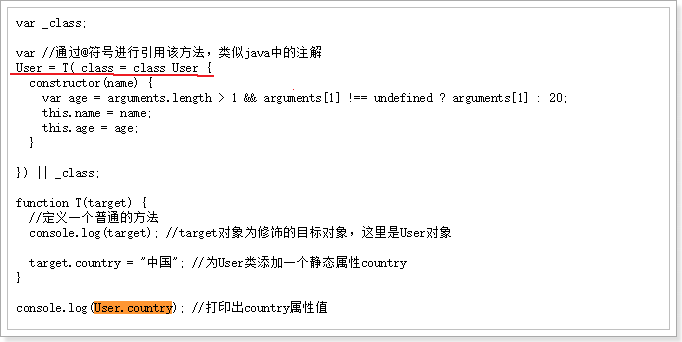 var _class;
var //通过@符号进行引用该方法，类似java中的注解
User = T(_class = class User {
constructor(name) {
var age = arguments.length > 1 && arguments[1] !== undefined ? arguments[1] : 20;
this.name = name;
this.age = age;
}
}) || _class;
function T(target) {
//定义一个普通的方法
console.log(target); //target对象为修饰的目标对象，这里是User对象
target.country = "中国"; //为User类添加一个静态属性country
}
console.log(User.country); //打印出country属性值